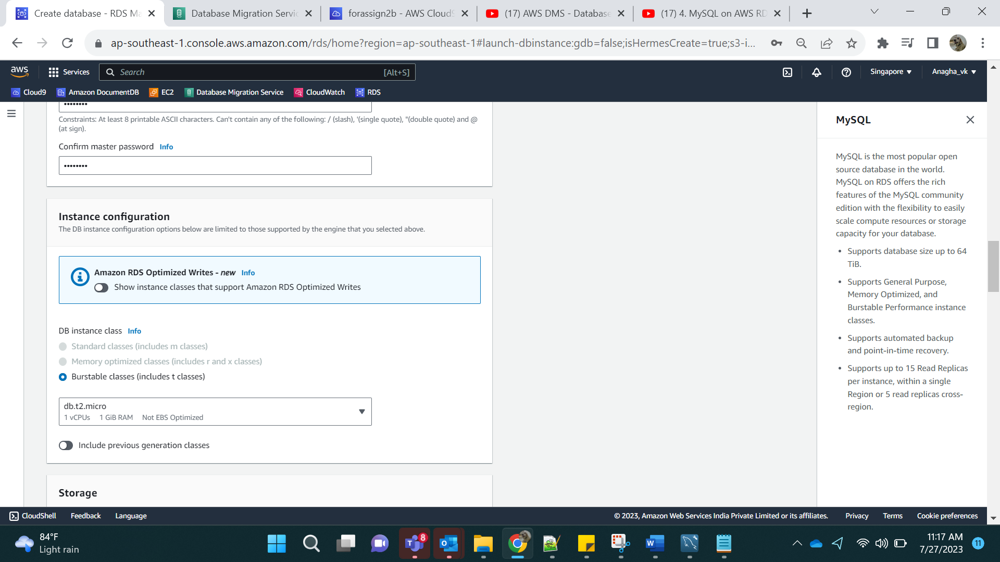 Create database - RDS Ma
Database Migration Servic
forassign2b - AWS Cloud9
(17) AWS DMS - Database
(17) 4. MySQL on AWS RD
ap-southeast-1.console.aws.amazon.com/rds/home?region=ap-southeast-1#launch-dbinstance:gdb=false;isHermesCreate=true;s3-i...
aws
Services
Search
[Alt+S]
Singapore
Anagha_vk
Cloud9
Amazon DocumentDB
EC2
Database Migration Service
CloudWatch
RDS
Constraints: At least 8 printable ASCII characters. Can't contain any of the following: / (slash), '(single quote), "(double quote) and @
(at sign).
Confirm master password Info
••••••••
Instance configuration
The DB instance configuration options below are limited to those supported by the engine that you selected above.
Amazon RDS Optimized Writes - new Info
Show instance classes that support Amazon RDS Optimized Writes
DB instance class Info
Standard classes (includes m classes)
Memory optimized classes (includes r and x classes)
Burstable classes (includes t classes)
db.t2.micro
1 vCPUs 1 GiB RAM Not EBS Optimized
Include previous generation classes
Storage
MySQL
MySQL is the most popular open
source database in the world.
MySQL on RDS offers the rich
features of the MySQL community
edition with the flexibility to easily
scale compute resources or storage
capacity for your database.
• Supports database size up to 64
TiB.
• Supports General Purpose,
Memory Optimized, and
Burstable Performance instance
classes.
• Supports automated backup
and point-in-time recovery.
• Supports up to 15 Read Replicas
per instance, within a single
Region or 5 read replicas cross-
region.
CloudShell
Feedback
Language
© 2023, Amazon Web Services India Private Limited or its affiliates.
Privacy
Terms
Cookie preferences
84°F
Light rain
8
11:17 AM
7/27/2023
11